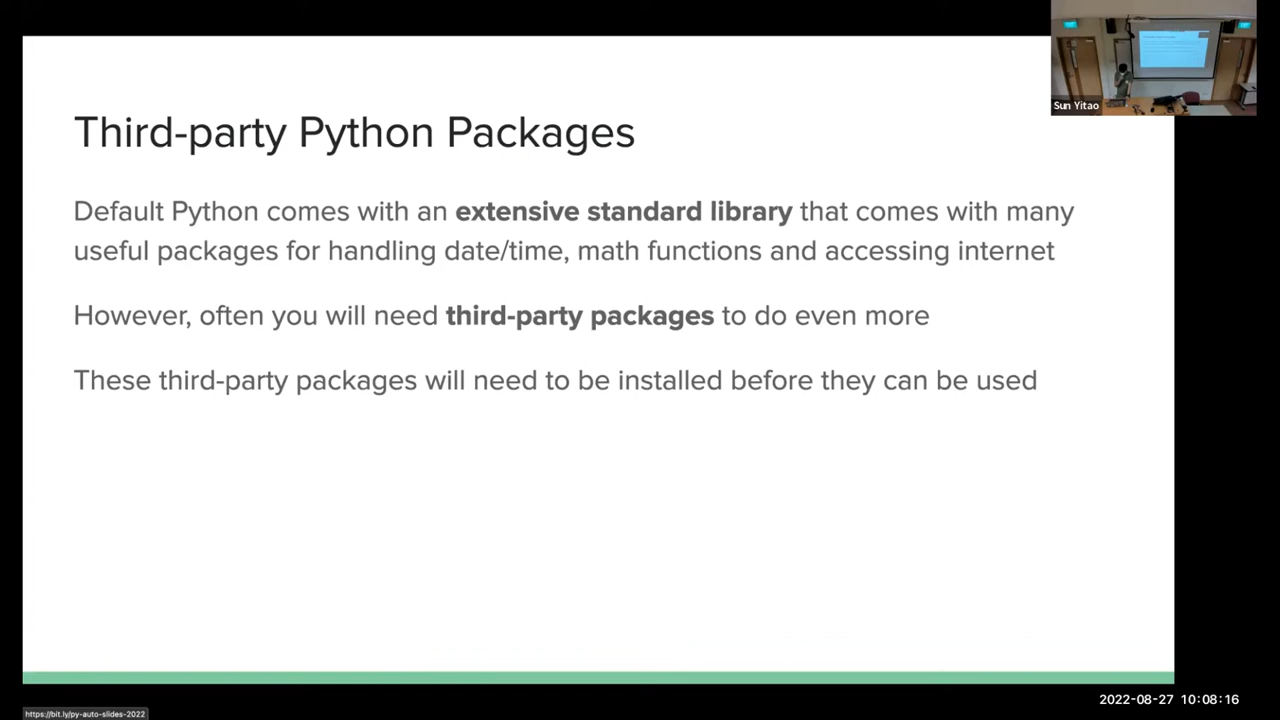 Third-party Python Packages
Default Python comes with an extensive standard library that comes with many
useful packages for handling date/time, math functions and accessing internet
However, often you will need third-party packages to do even more
These third-party packages will need to be installed before they can be used
Sun Yitao
2022-08-27 10:08:16
https://bit.ly/py-auto-slides-2022